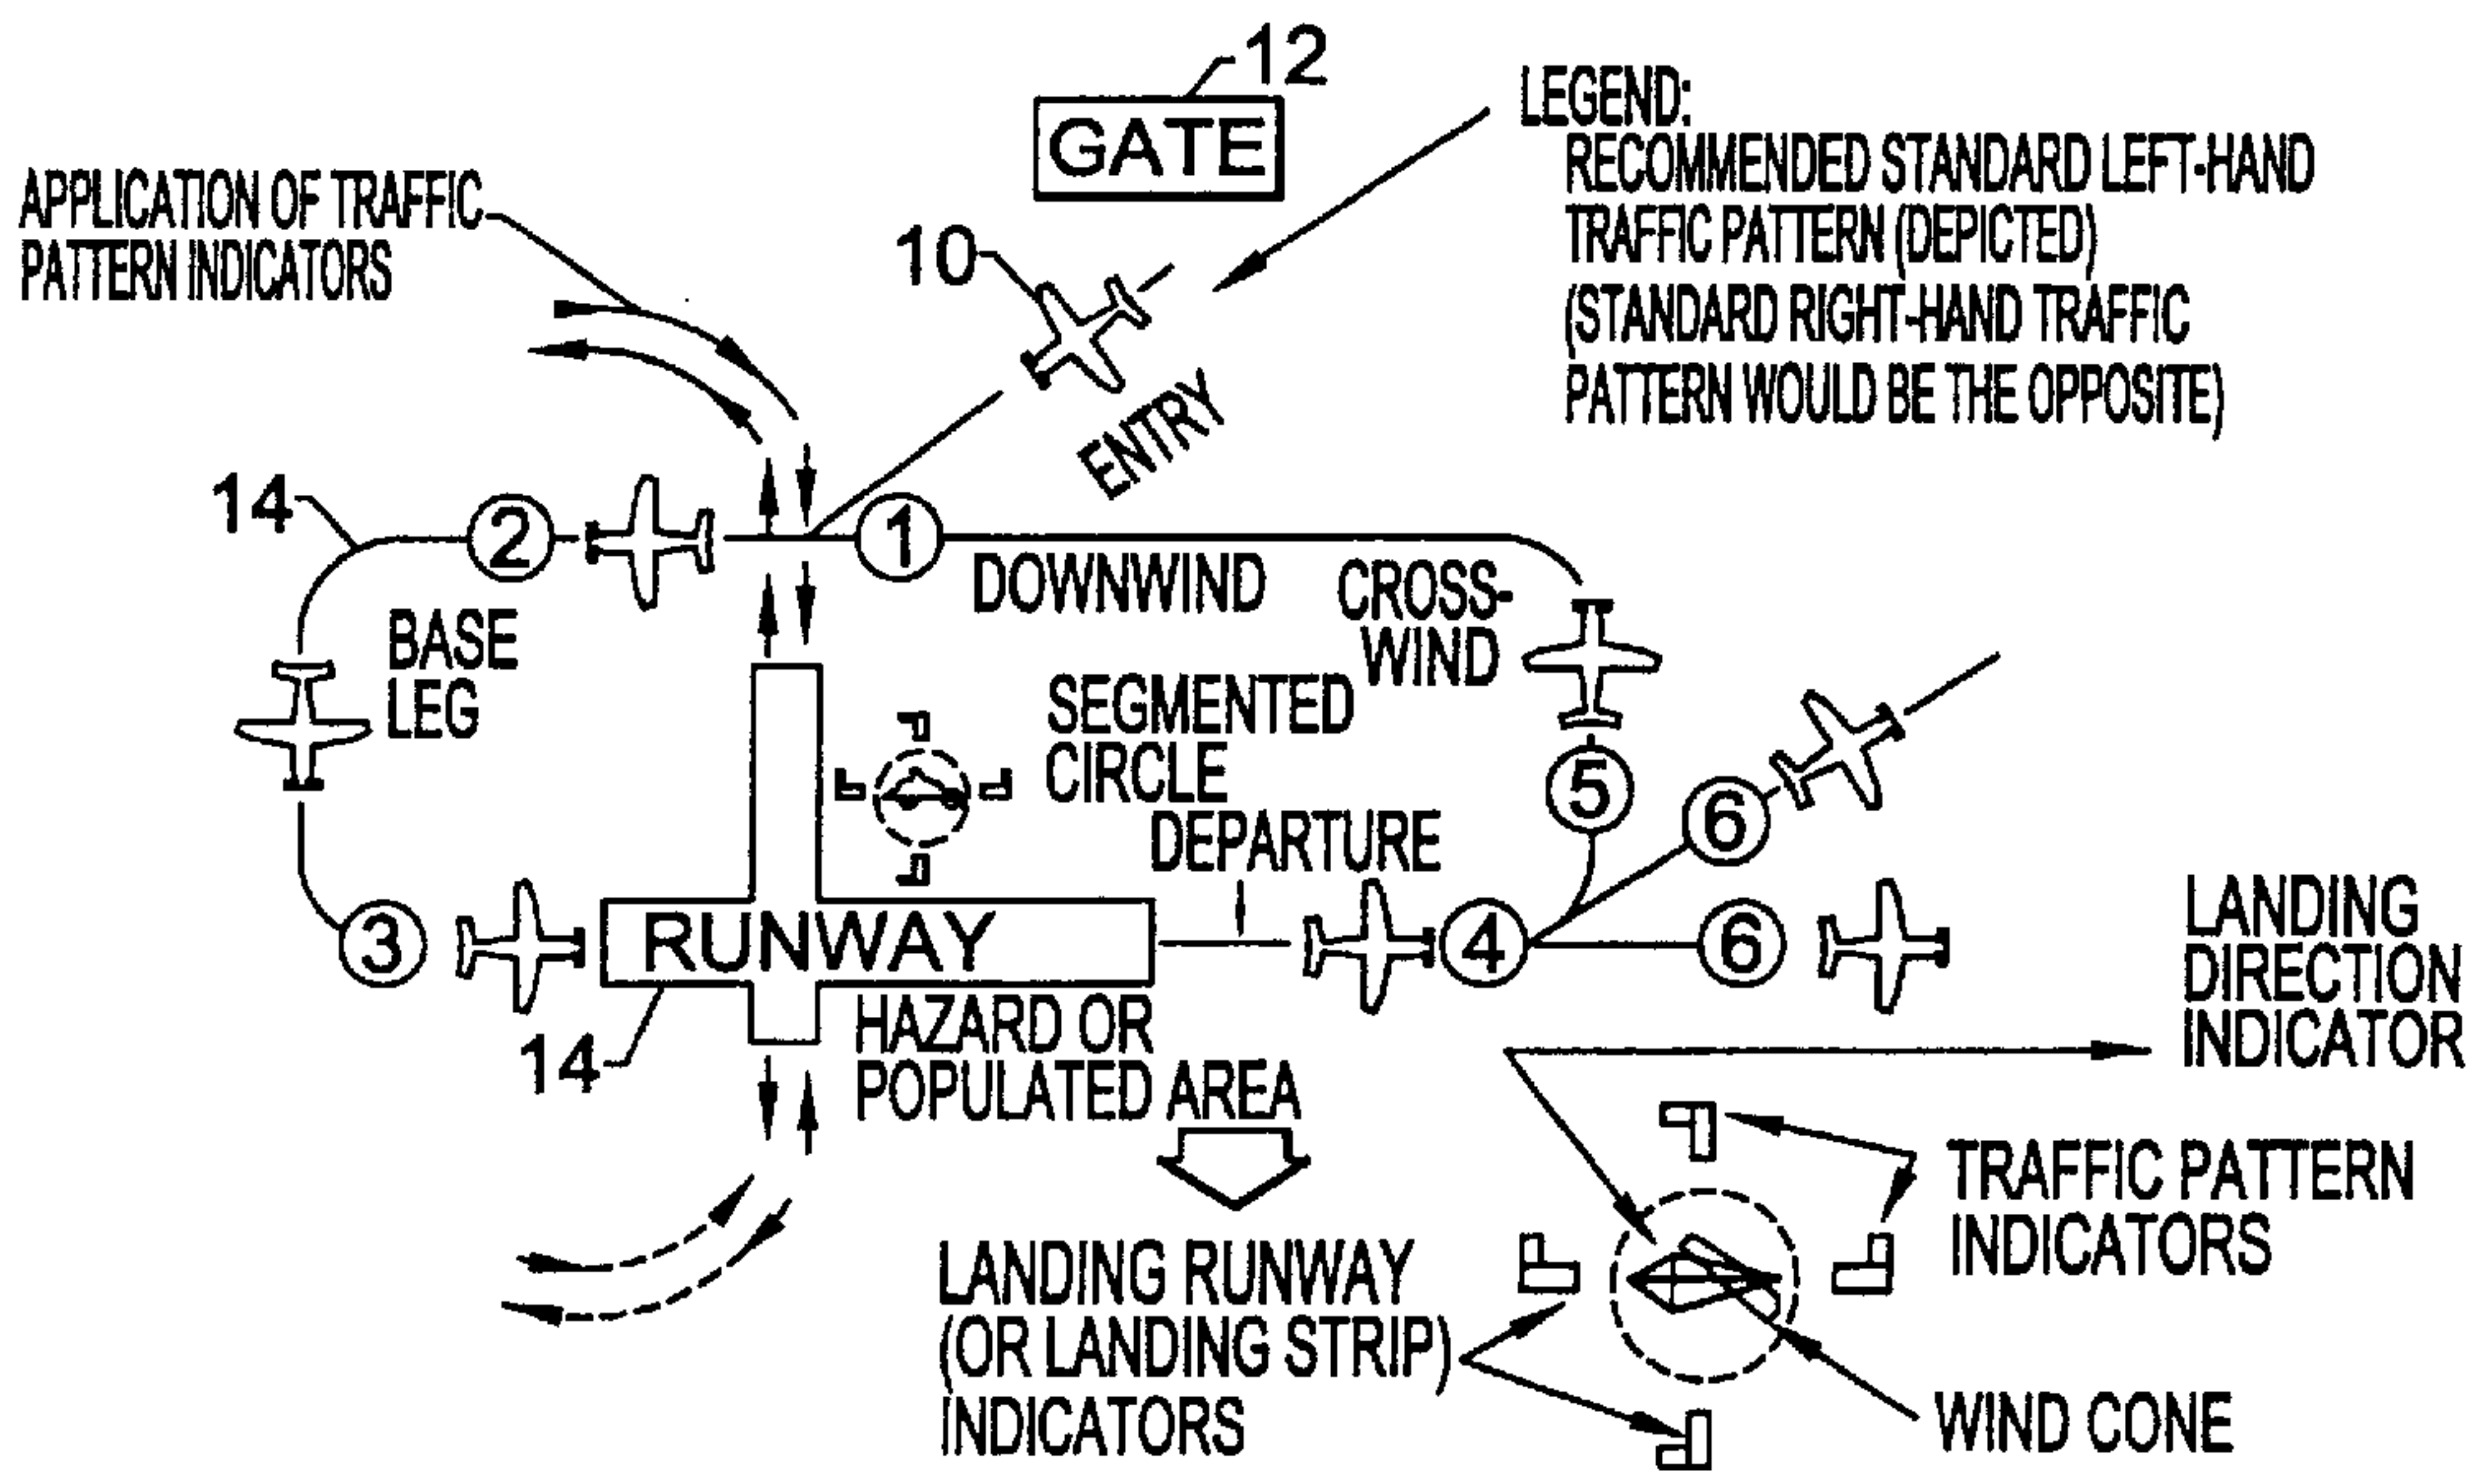 12
GATE
LEGEND:
RECOMMENDED STANDARD LEFT-HAND
TRAFFIC PATTERN (DEPICTED)
(STANDARD RIGHT-HAND TRAFFIC
PATTERN WOULD BE THE OPPOSITE)
APPLICATION OF TRAFFIC
PATTERN INDICATORS
10
ENTRY
14
2
1
DOWNWIND
CROSS-
WIND
BASE
LEG
SEGMENTED
CIRCLE
DEPARTURE
5
6
3
RUNWAY
4
6
LANDING
DIRECTION
INDICATOR
14
HAZARD OR
POPULATED AREA
TRAFFIC PATTERN
INDICATORS
LANDING RUNWAY
(OR LANDING STRIP)
INDICATORS
WIND CONE